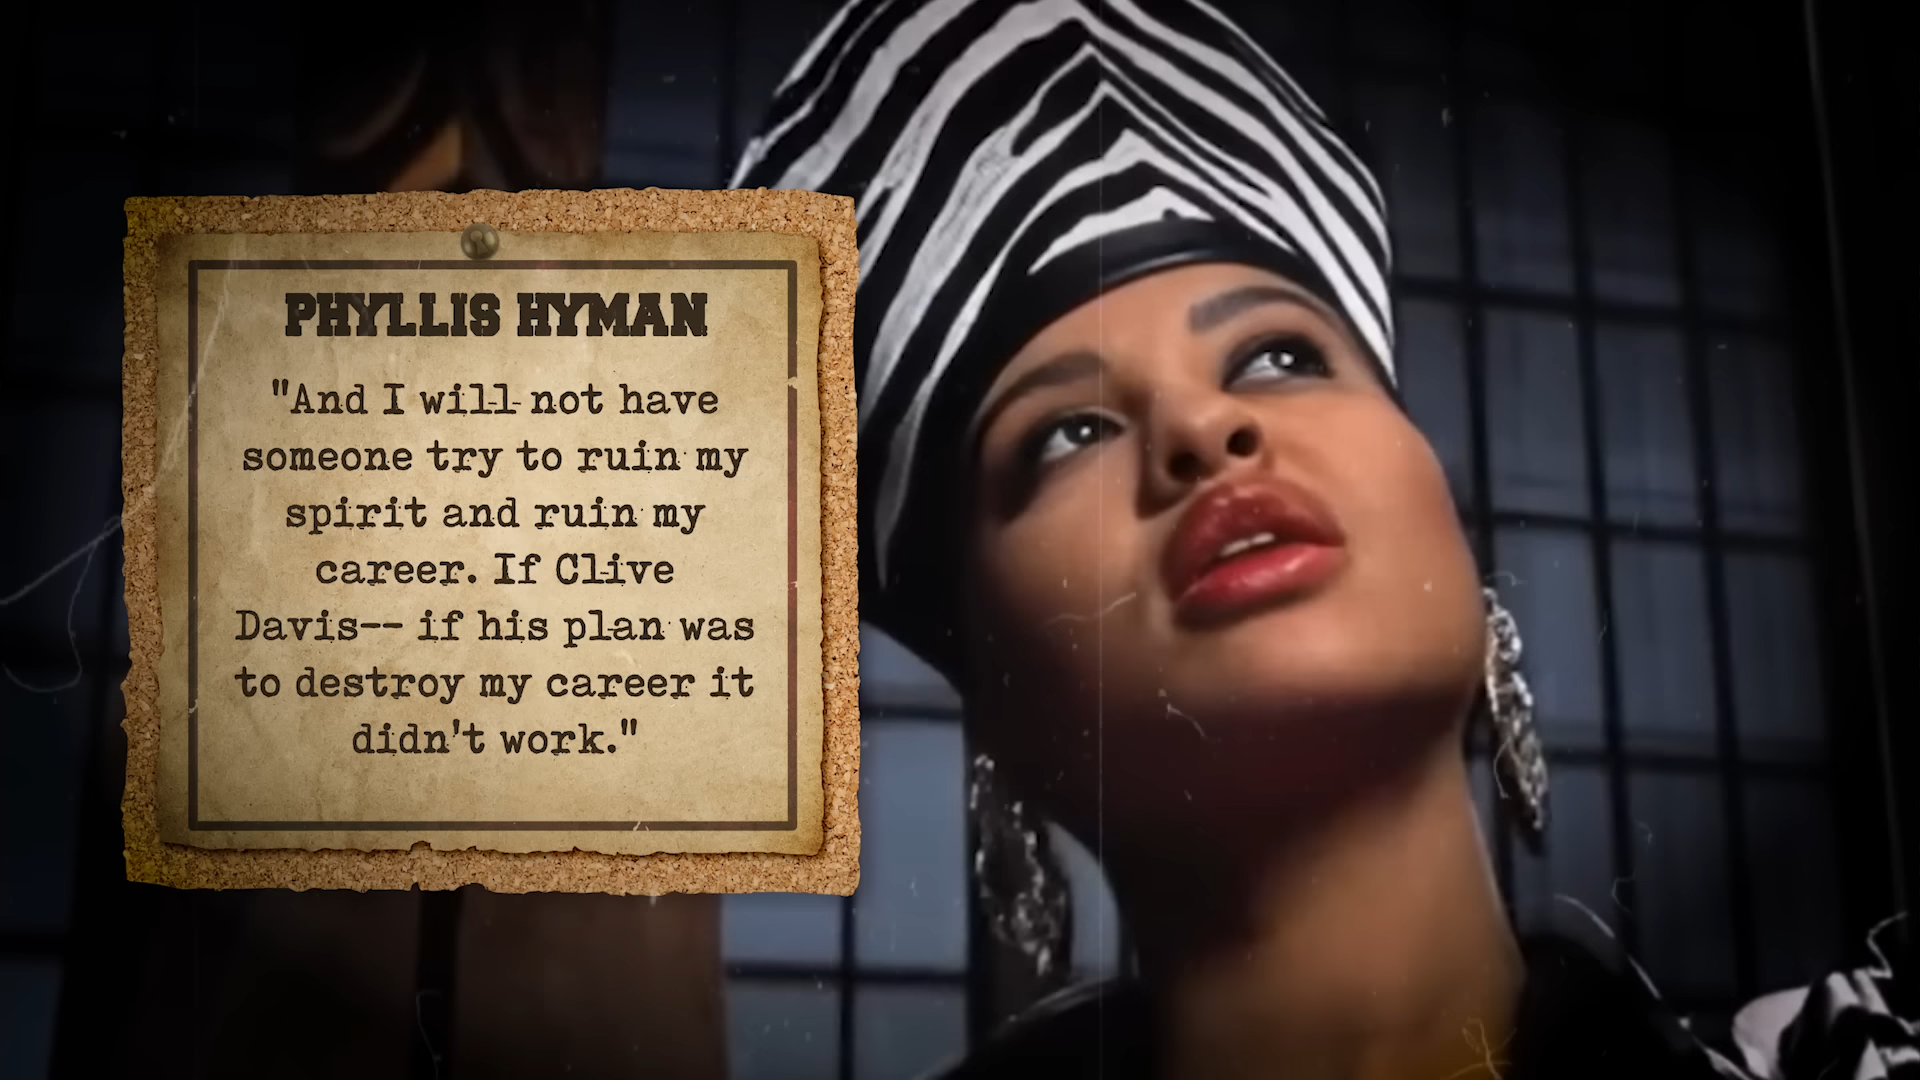 PHYLLIS HYMAN
"And I will not have
someone try to ruin my
spirit and ruin my
career. If Clive
Davis-- if his plan was
to destroy my career it
didn't work."